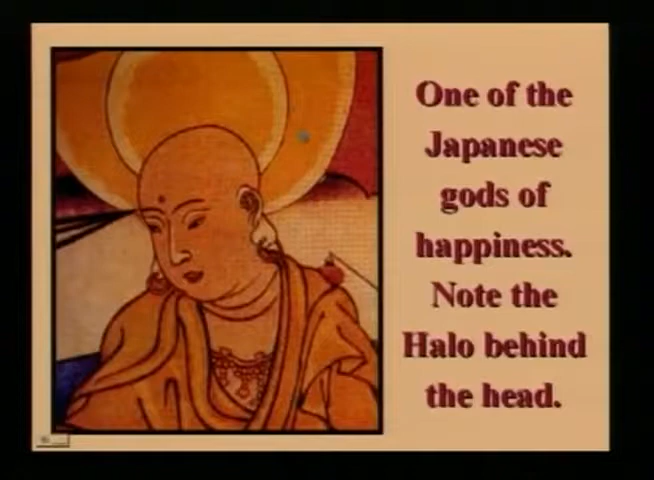 One of the
Japanese
gods of
happiness.
Note the
Halo behind
the head.